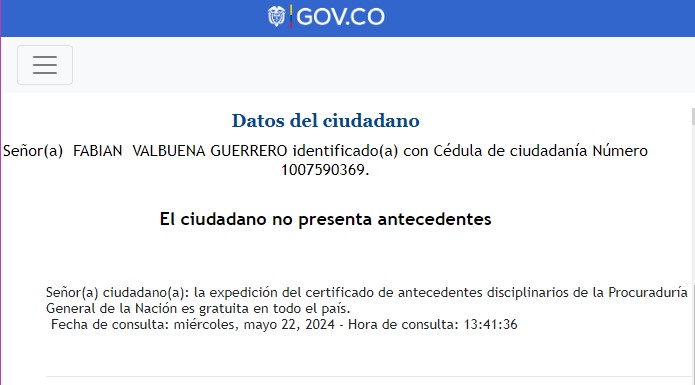 GOV.CO
Datos del ciudadano
Señor(a) FABIAN VALBUENA GUERRERO identificado(a) con Cédula de ciudadanía Número
1007590369.
El ciudadano no presenta antecedentes
Señor(a) ciudadano(a): la expedición del certificado de antecedentes disciplinarios de la Procuraduría
General de la Nación es gratuita en todo el país.
Fecha de consulta: miércoles, mayo 22, 2024 - Hora de consulta: 13:41:36